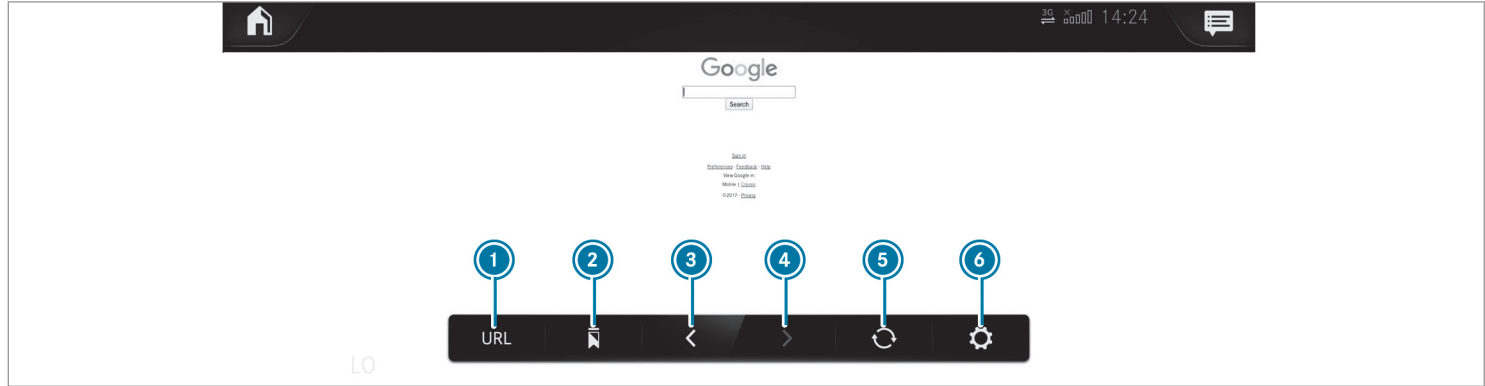 3G 14:24
Google
Search
Sign in
Preferences - Feedback - Help
View Google in:
Mobile | Classic
©2017 - Privacy
1 2 3 4 5 6
URL
LO